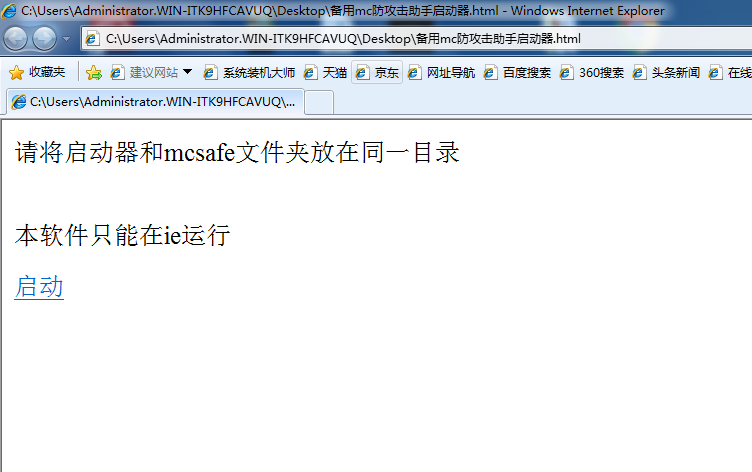 C:\Users\Administrator.WIN-ITK9HFCAVUQ\Desktop\备用mc防攻击助手启动器.html - Windows Internet Explorer
C:\Users\Administrator.WIN-ITK9HFCAVUQ\Desktop\备用mc防攻击助手启动器.html
收藏夹 建议网站 系统装机大师 天猫 京东 网址导航 百度搜索 360搜索 头条新闻 在线
C:\Users\Administrator.WIN-ITK9HFCAVUQ\...
请将启动器和mcsafe文件夹放在同一目录
本软件只能在ie运行
启动